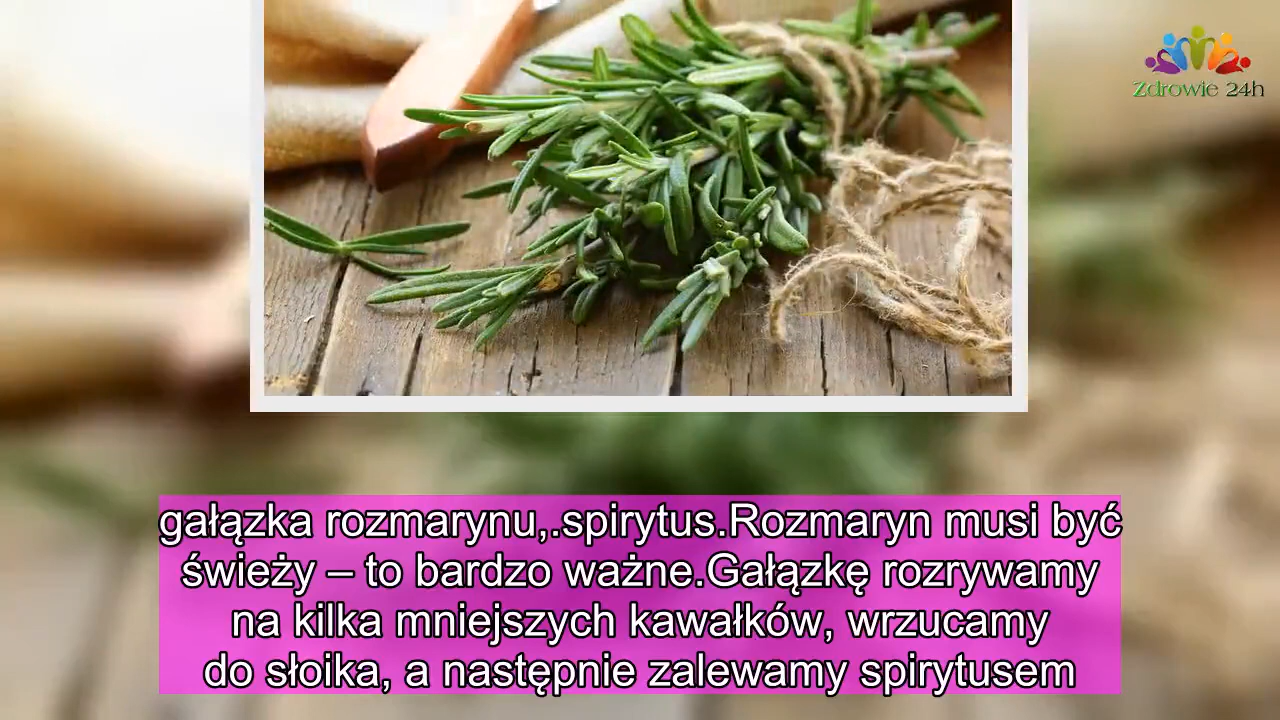 Zdrowie 24h
gałązka rozmarynu,.spirytus.Rozmaryn musi być
świeży – to bardzo ważne.Gałązkę rozrywamy
na kilka mniejszych kawałków, wrzucamy
do słoika, a następnie zalewamy spirytusem